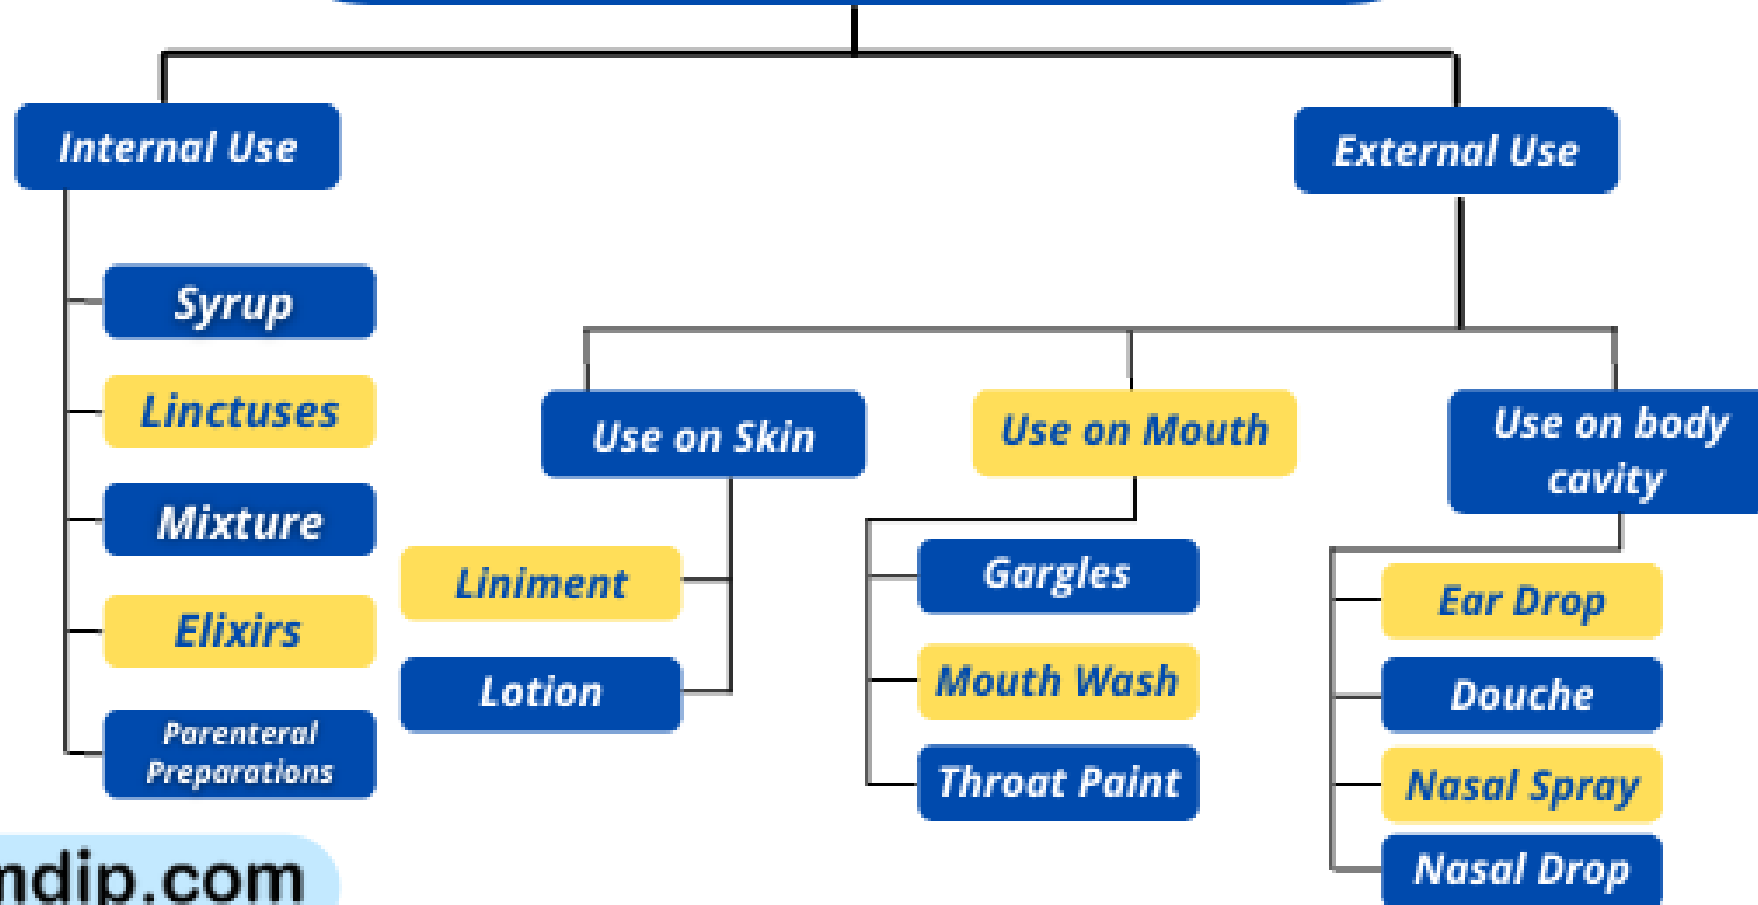 Internal Use
External Use
Syrup
Linctuses
Mixture
Elixirs
Parenteral
Preparations
Use on Skin
Liniment
Lotion
Use on Mouth
Gargles
Mouth Wash
Throat Paint
Use on body
cavity
Ear Drop
Douche
Nasal Spray
Nasal Drop
mdip.com